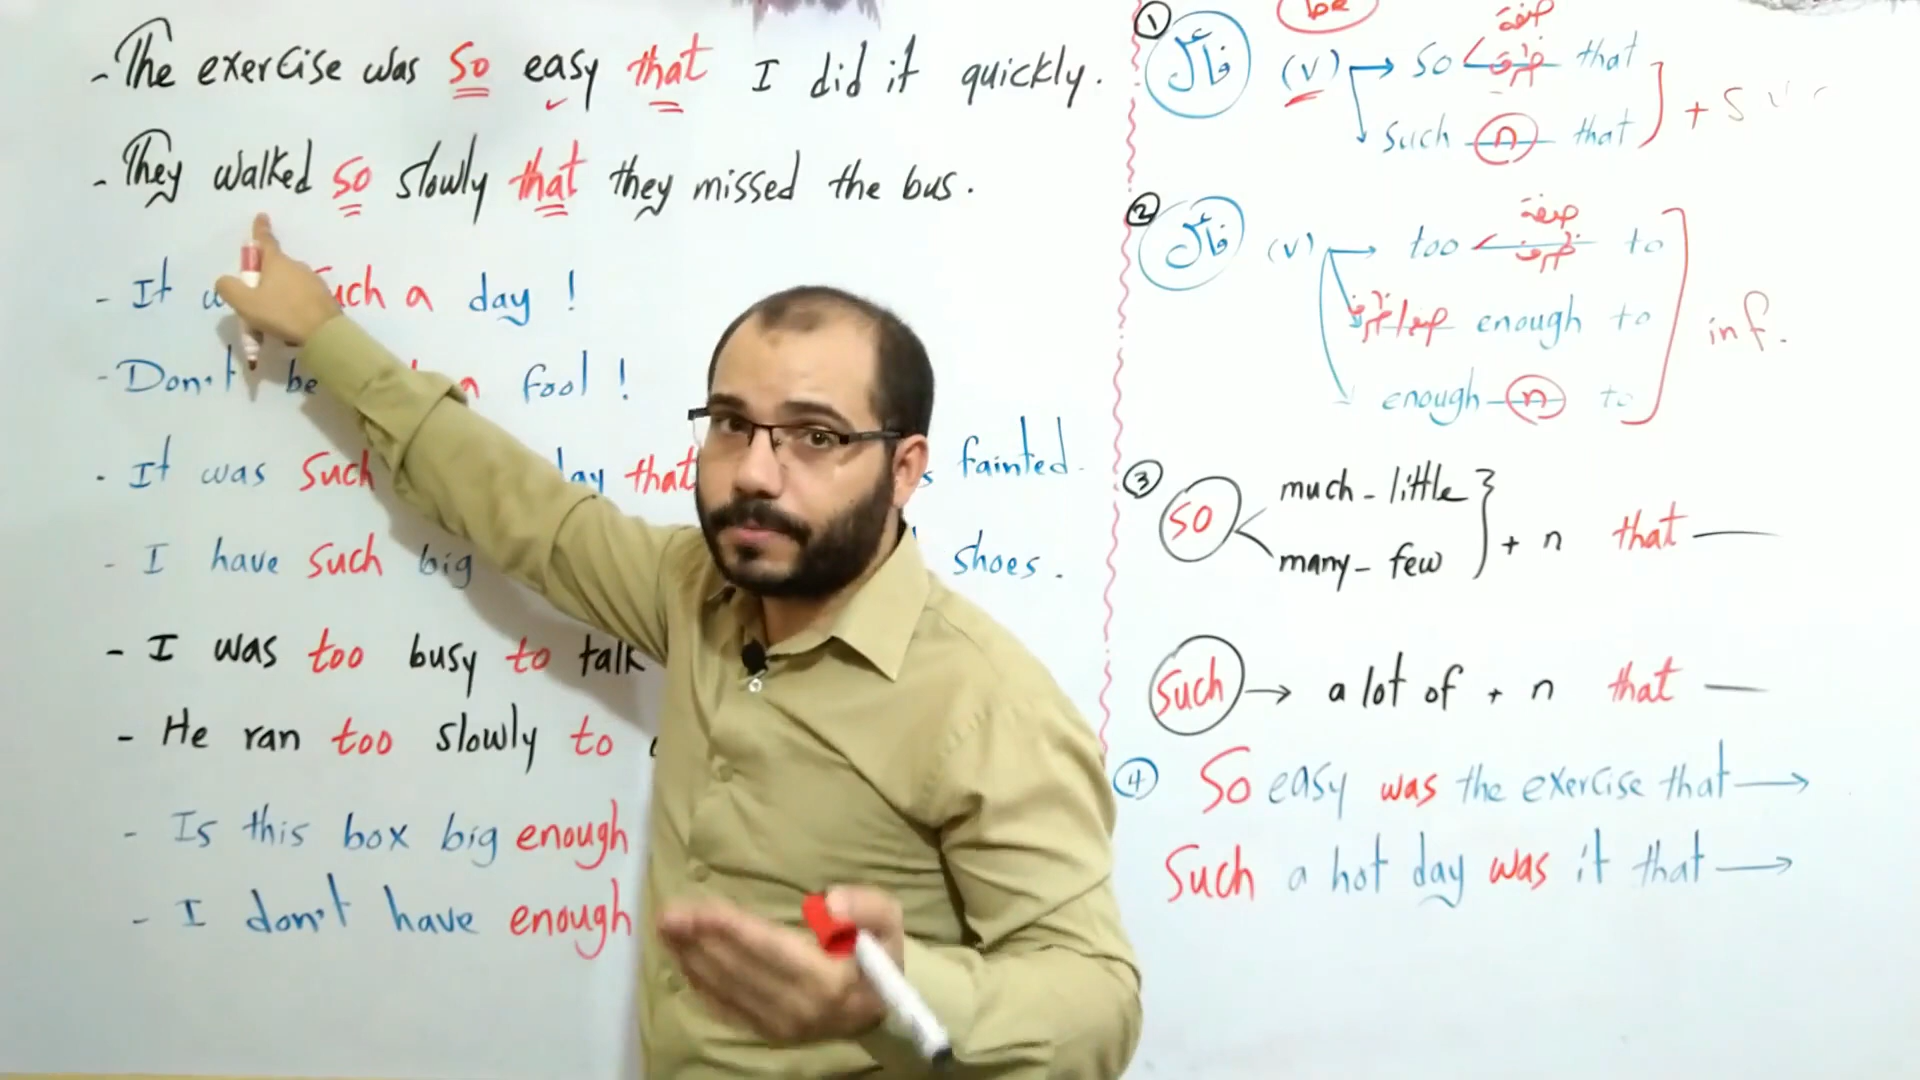 - The exercise was so easy that I did it quickly.
- They walked so slowly that they missed the bus.
- It such a day !
- Don't be fool !
- It was such that fainted.
- I have such big shoes.
- I was too busy to talk
- He ran too slowly to
- Is this box big enough
- I don't have enough
be
① فاعل (v) → so صفة ظرف that
such n that + S v
② فاعل (v) → too صفة ظرف to
صفة/ظرف enough to inf.
enough n to
③ so much - little
many - few + n that
such → a lot of + n that
④ So easy was the exercise that →
Such a hot day was it that →